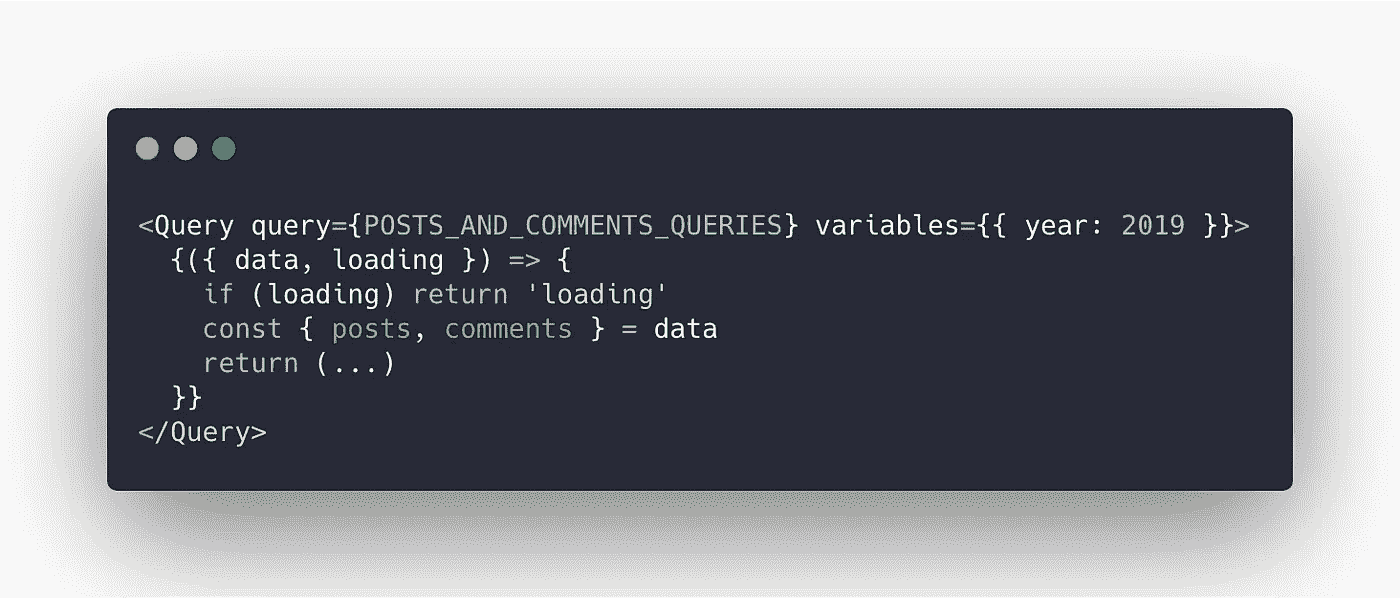 <Query query={POSTS_AND_COMMENTS_QUERIES} variables={{ year: 2019 }}>
  {({ data, loading }) => {
    if (loading) return 'loading'
    const { posts, comments } = data
    return (...)
  }}
</Query>